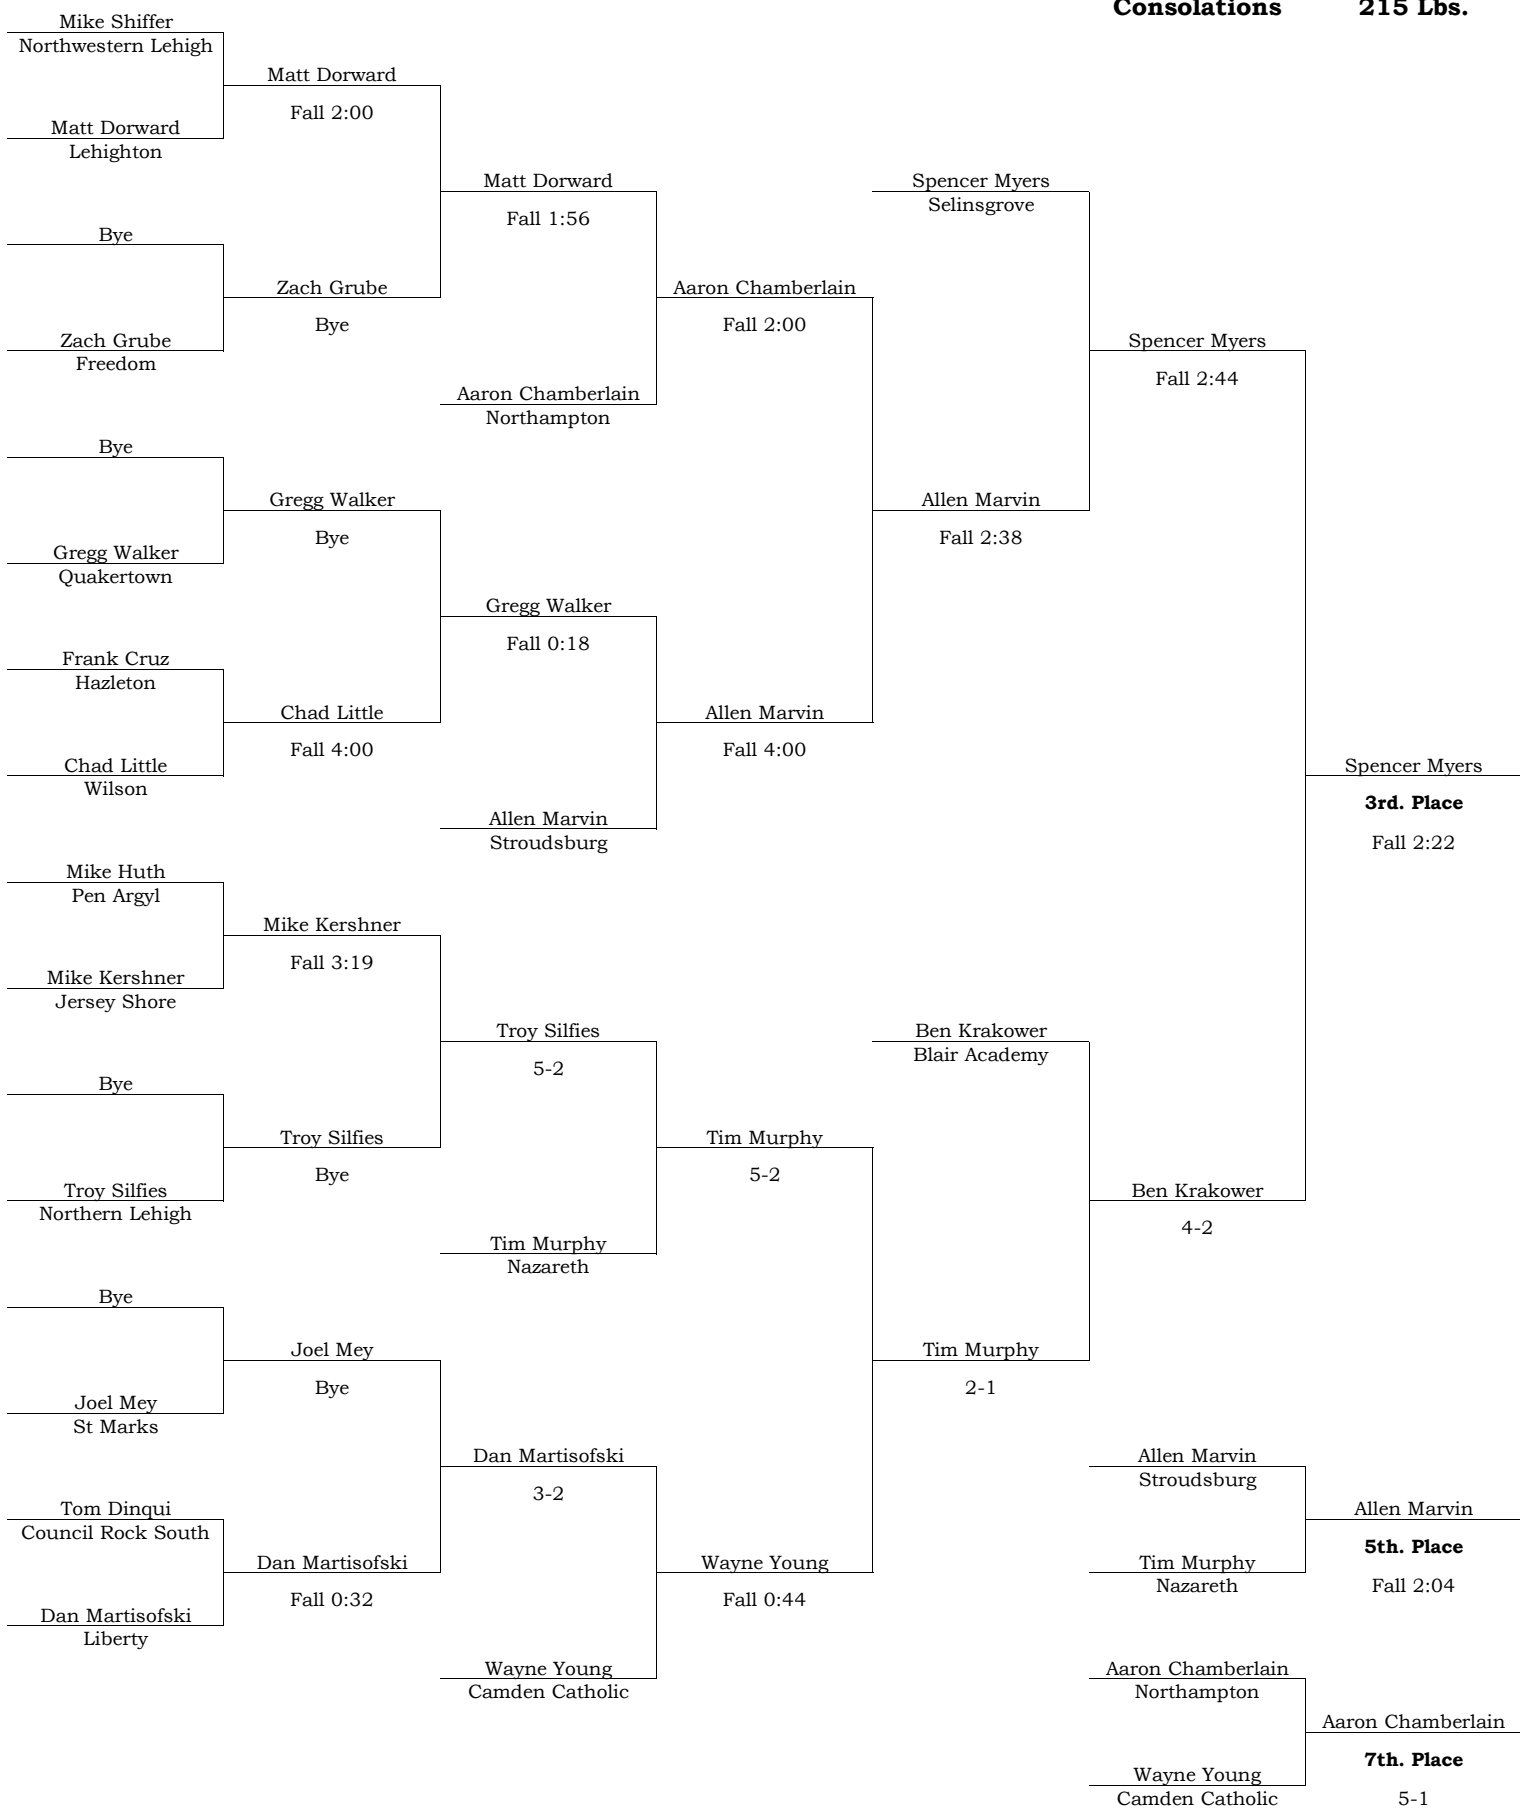 Consolations 215 Lbs.
Mike Shiffer
Northwestern Lehigh
Matt Dorward
Fall 2:00
Matt Dorward
Lehighton
Matt Dorward
Fall 1:56
Spencer Myers
Selinsgrove
Bye
Zach Grube
Bye
Aaron Chamberlain
Fall 2:00
Zach Grube
Freedom
Spencer Myers
Fall 2:44
Aaron Chamberlain
Northampton
Bye
Gregg Walker
Bye
Allen Marvin
Fall 2:38
Gregg Walker
Quakertown
Gregg Walker
Fall 0:18
Frank Cruz
Hazleton
Chad Little
Fall 4:00
Allen Marvin
Fall 4:00
Chad Little
Wilson
Spencer Myers
3rd. Place
Fall 2:22
Allen Marvin
Stroudsburg
Mike Huth
Pen Argyl
Mike Kershner
Fall 3:19
Mike Kershner
Jersey Shore
Troy Silfies
5-2
Ben Krakower
Blair Academy
Bye
Troy Silfies
Bye
Tim Murphy
5-2
Troy Silfies
Northern Lehigh
Ben Krakower
4-2
Tim Murphy
Nazareth
Bye
Joel Mey
Bye
Tim Murphy
2-1
Joel Mey
St Marks
Dan Martisofski
3-2
Allen Marvin
Stroudsburg
Tom Dinqui
Council Rock South
Allen Marvin
5th. Place
Fall 2:04
Dan Martisofski
Fall 0:32
Wayne Young
Fall 0:44
Tim Murphy
Nazareth
Dan Martisofski
Liberty
Wayne Young
Camden Catholic
Aaron Chamberlain
Northampton
Aaron Chamberlain
7th. Place
5-1
Wayne Young
Camden Catholic